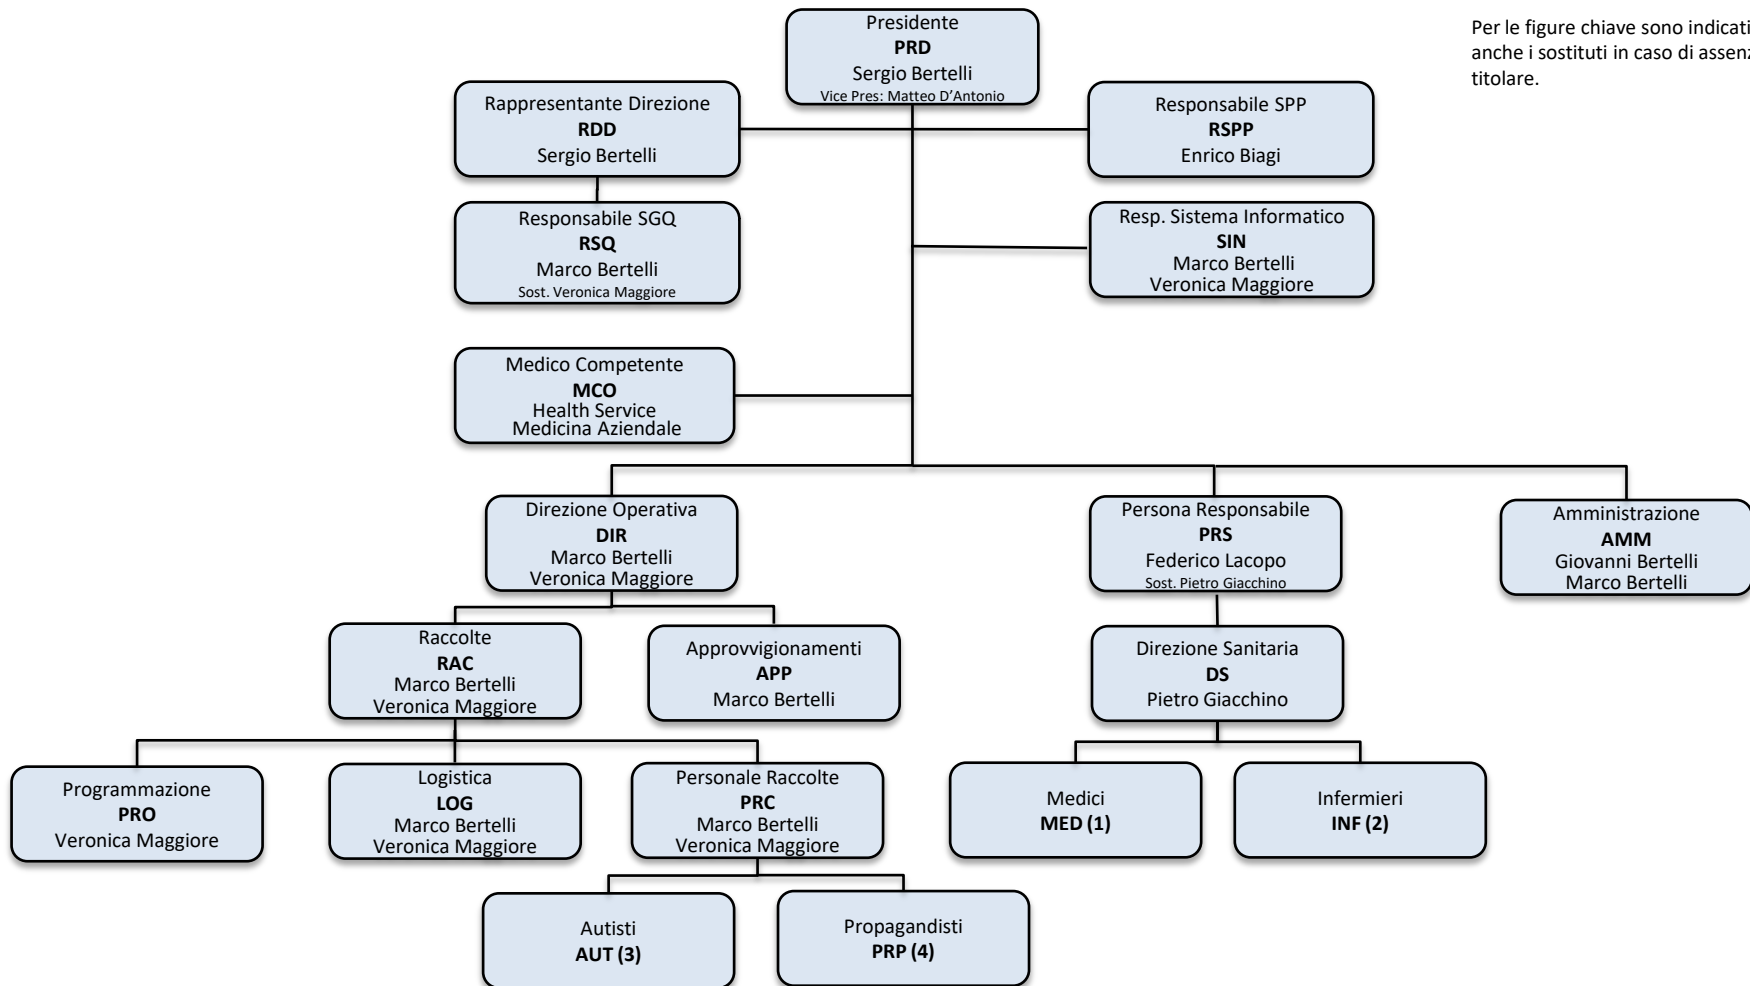 Presidente
PRD
Sergio Bertelli
Vice Pres: Matteo D’Antonio
Per le figure chiave sono indicati
anche i sostituti in caso di
titolare.
Rappresentante Direzione
RDD
Sergio Bertelli
Responsabile SPP
RSPP
Enrico Biagi
Responsabile SGQ
RSQ
Marco Bertelli
Sost. Veronica Maggiore
Resp. Sistema Informatico
SIN
Marco Bertelli
Veronica Maggiore
Medico Competente
MCO
Health Service
Medicina Aziendale
Direzione Operativa
DIR
Marco Bertelli
Veronica Maggiore
Persona Responsabile
PRS
Federico Lacopo
Sost. Pietro Giacchino
Amministrazione
AMM
Giovanni Bertelli
Marco Bertelli
Raccolte
RAC
Marco Bertelli
Veronica Maggiore
Approvvigionamenti
APP
Marco Bertelli
Direzione Sanitaria
DS
Pietro Giacchino
Programmazione
PRO
Veronica Maggiore
Logistica
LOG
Marco Bertelli
Veronica Maggiore
Personale Raccolte
PRC
Marco Bertelli
Veronica Maggiore
Medici
MED (1)
Infermieri
INF (2)
Autisti
AUT (3)
Propagandisti
PRP (4)